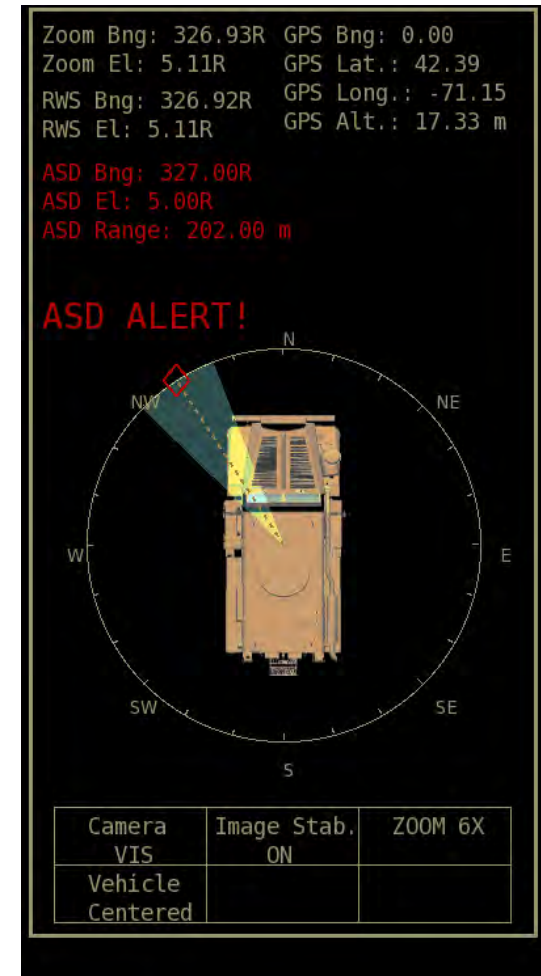 Zoom Bng: 326.93R GPS Bng: 0.00
Zoom El: 5.11R GPS Lat.: 42.39
RWS Bng: 326.92R GPS Long.: -71.15
RWS El: 5.11R GPS Alt.: 17.33 m
ASD Bng: 327.00R
ASD El: 5.00R
ASD Range: 202.00 m
ASD ALERT!
N
NW NE
W E
SW SE
S
Camera VIS Image Stab. ON ZOOM 6X
Vehicle Centered